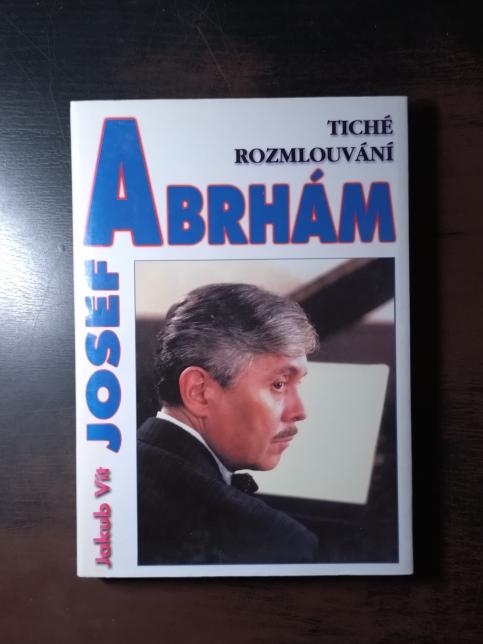 TICHÉ
ROZMLOUVÁNÍ
JOSEF
ABRHÁM
Jakub Vít